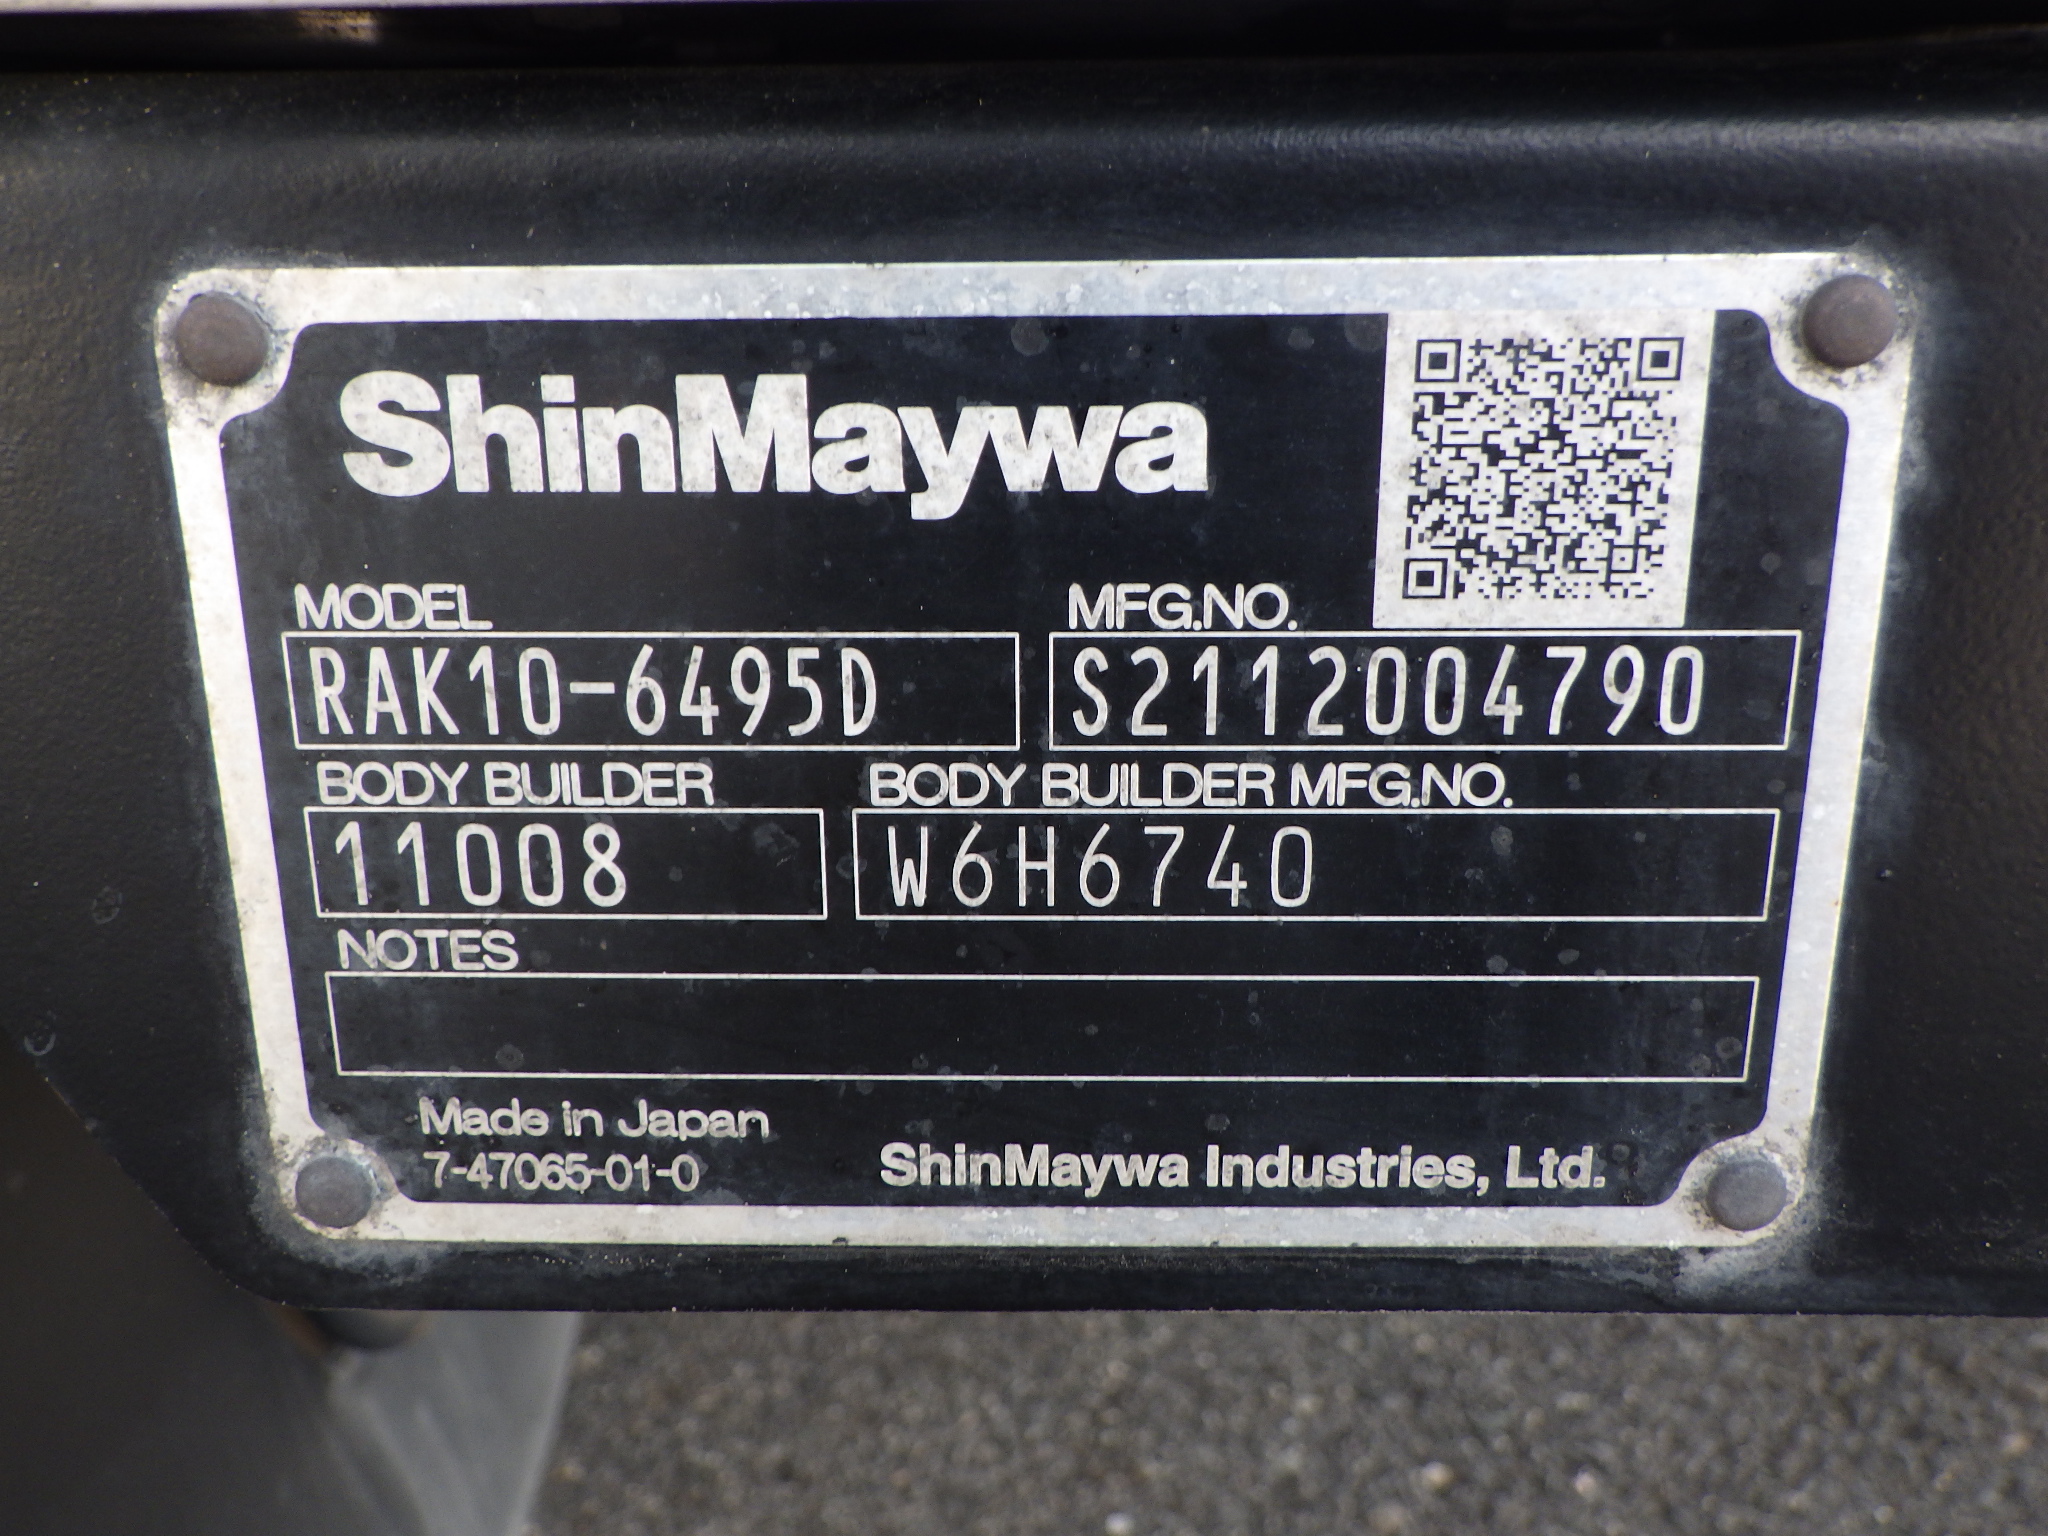 ShinMaywa
MODEL
MFG.NO.
RAK10-6495D
S2112004790
BODY BUILDER
BODY BUILDER MFG.NO.
11008
W6H6740
NOTES
Made in Japan
7-47065-01-0
ShinMaywa Industries, Ltd.